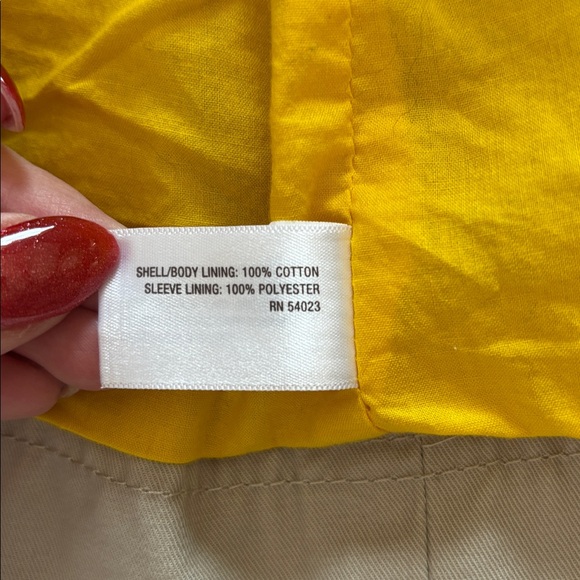 SHELL/BODY LINING: 100% COTTON
SLEEVE LINING: 100% POLYESTER
RN 54023